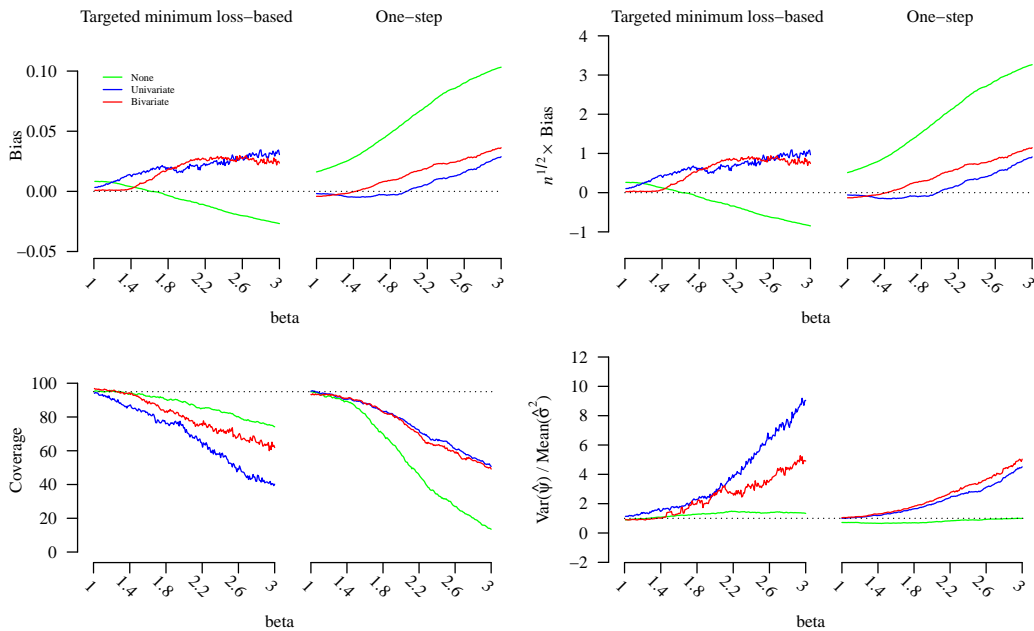 Targeted minimum loss−based One−step
Bias
0.10
0.05
0.00
−0.05
None
Univariate
Bivariate
1 1.4 1.8 2.2 2.6 3 1 1.4 1.8 2.2 2.6 3
beta
Targeted minimum loss−based One−step
n^{1/2} × Bias
4
3
2
1
0
−1
1 1.4 1.8 2.2 2.6 3 1 1.4 1.8 2.2 2.6 3
beta
Coverage
100
80
60
40
20
0
1 1.4 1.8 2.2 2.6 3 1 1.4 1.8 2.2 2.6 3
beta
Var(ψ̂) / Mean(σ̂²)
12
10
8
6
4
2
0
−2
1 1.4 1.8 2.2 2.6 3 1 1.4 1.8 2.2 2.6 3
beta